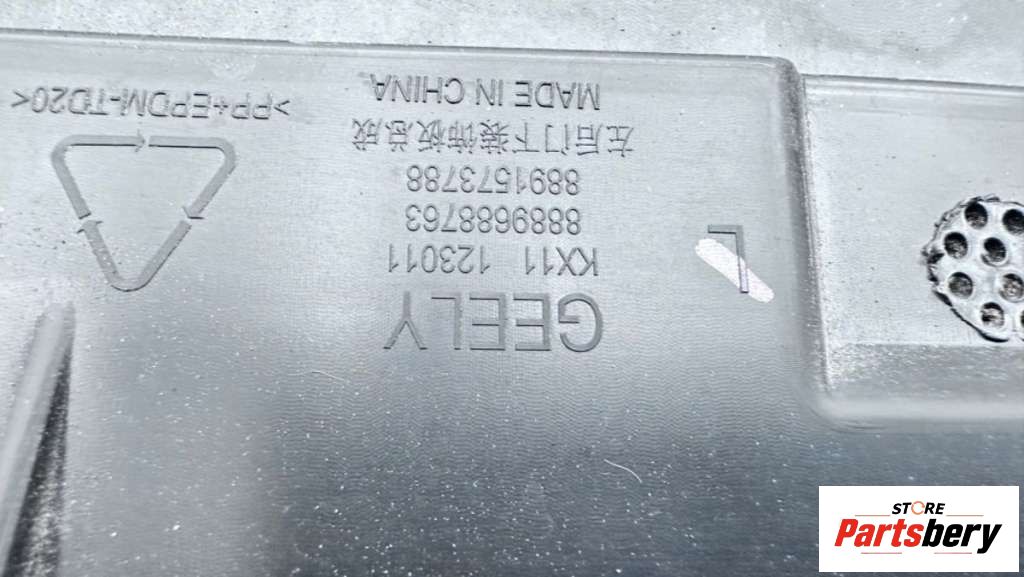 GEELY
KX11 123011
8889688763
8891573788
左后门下装饰板总成
MADE IN CHINA
>PP+EPDM-TD20<
L
STORE
Partsbery